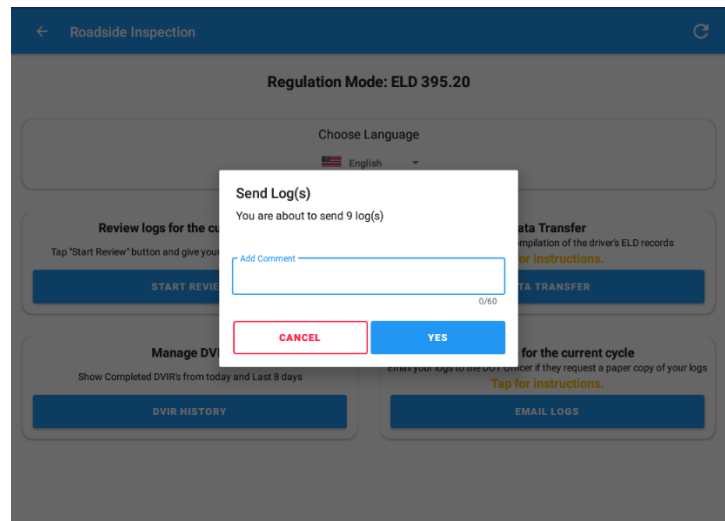 Roadside Inspection
Regulation Mode: ELD 395.20
Choose Language
English
Review logs for the cu
Tap "Start Review" button and give your
START REVIE
ata Transfer
mpilation of the driver's ELD records
or instructions.
TA TRANSFER
Send Log(s)
You are about to send 9 log(s)
Add Comment
0/60
CANCEL
YES
Manage DVI
Show Completed DVIR's from today and Last 8 days
DVIR HISTORY
for the current cycle
Email your logs to the DOT Officer if they request a paper copy of your logs
Tap for instructions.
EMAIL LOGS